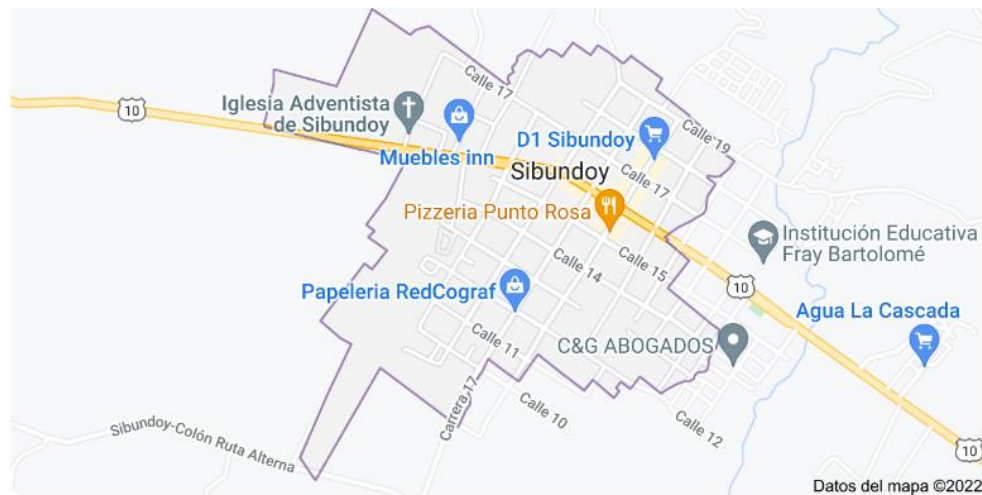 Calle 17
Calle 19
10
Iglesia Adventista
de Sibundoy
Muebles inn
D1 Sibundoy
Sibundoy
Calle 17
Pizzeria Punto Rosa
Institución Educativa
Fray Bartolomé
Calle 15
Calle 14
10
Papeleria RedCograf
Agua La Cascada
Calle 11
C&G ABOGADOS
Carrera 17
Calle 10
Calle 12
Sibundoy-Colón Ruta Alterna
10
Datos del mapa ©2022